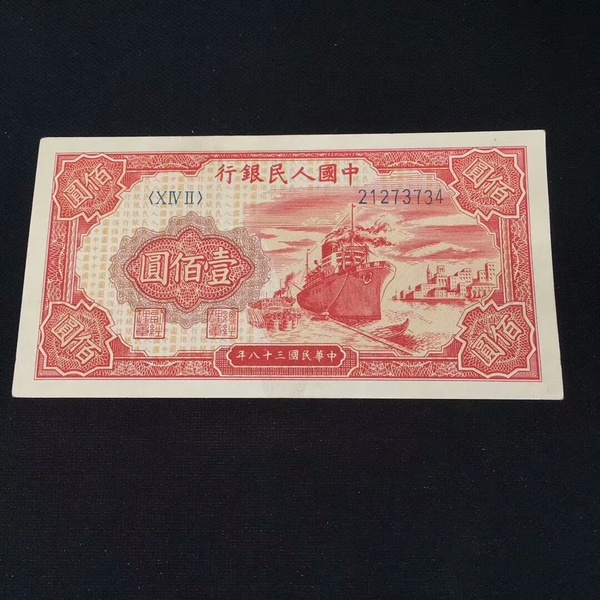 中國人民銀行
佰圓
佰圓
〈XIV II〉
21273734
壹佰圓
佰圓
佰圓
中華民國三十八年